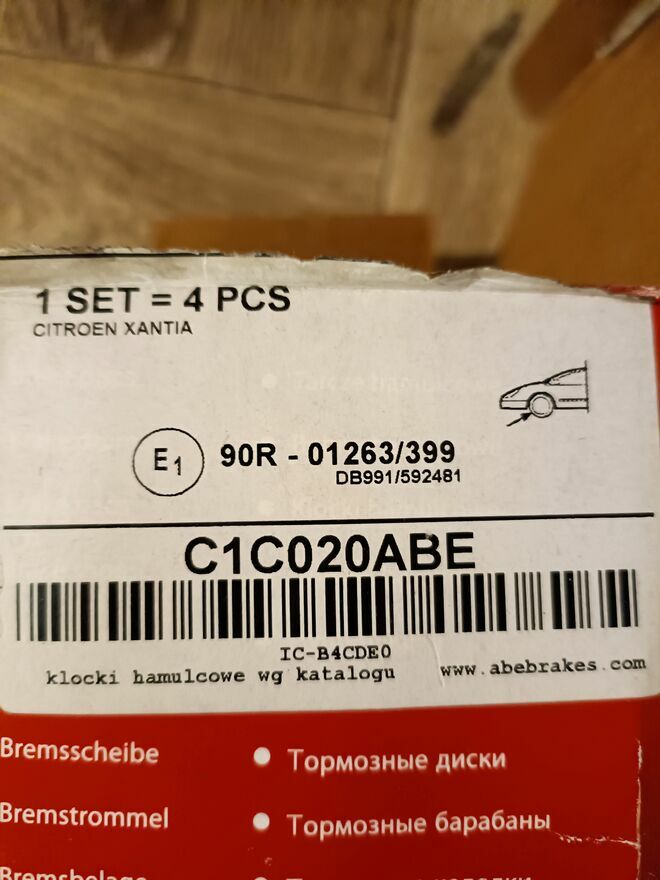 1 SET = 4 PCS
CITROEN XANTIA
E1 90R - 01263/399
DB991/592481
C1C020ABE
IC-B4CDE0
klocki hamulcowe wg katalogu www.abebrakes.com
Bremsscheibe • Тормозные диски
Bremstrommel • Тормозные барабаны